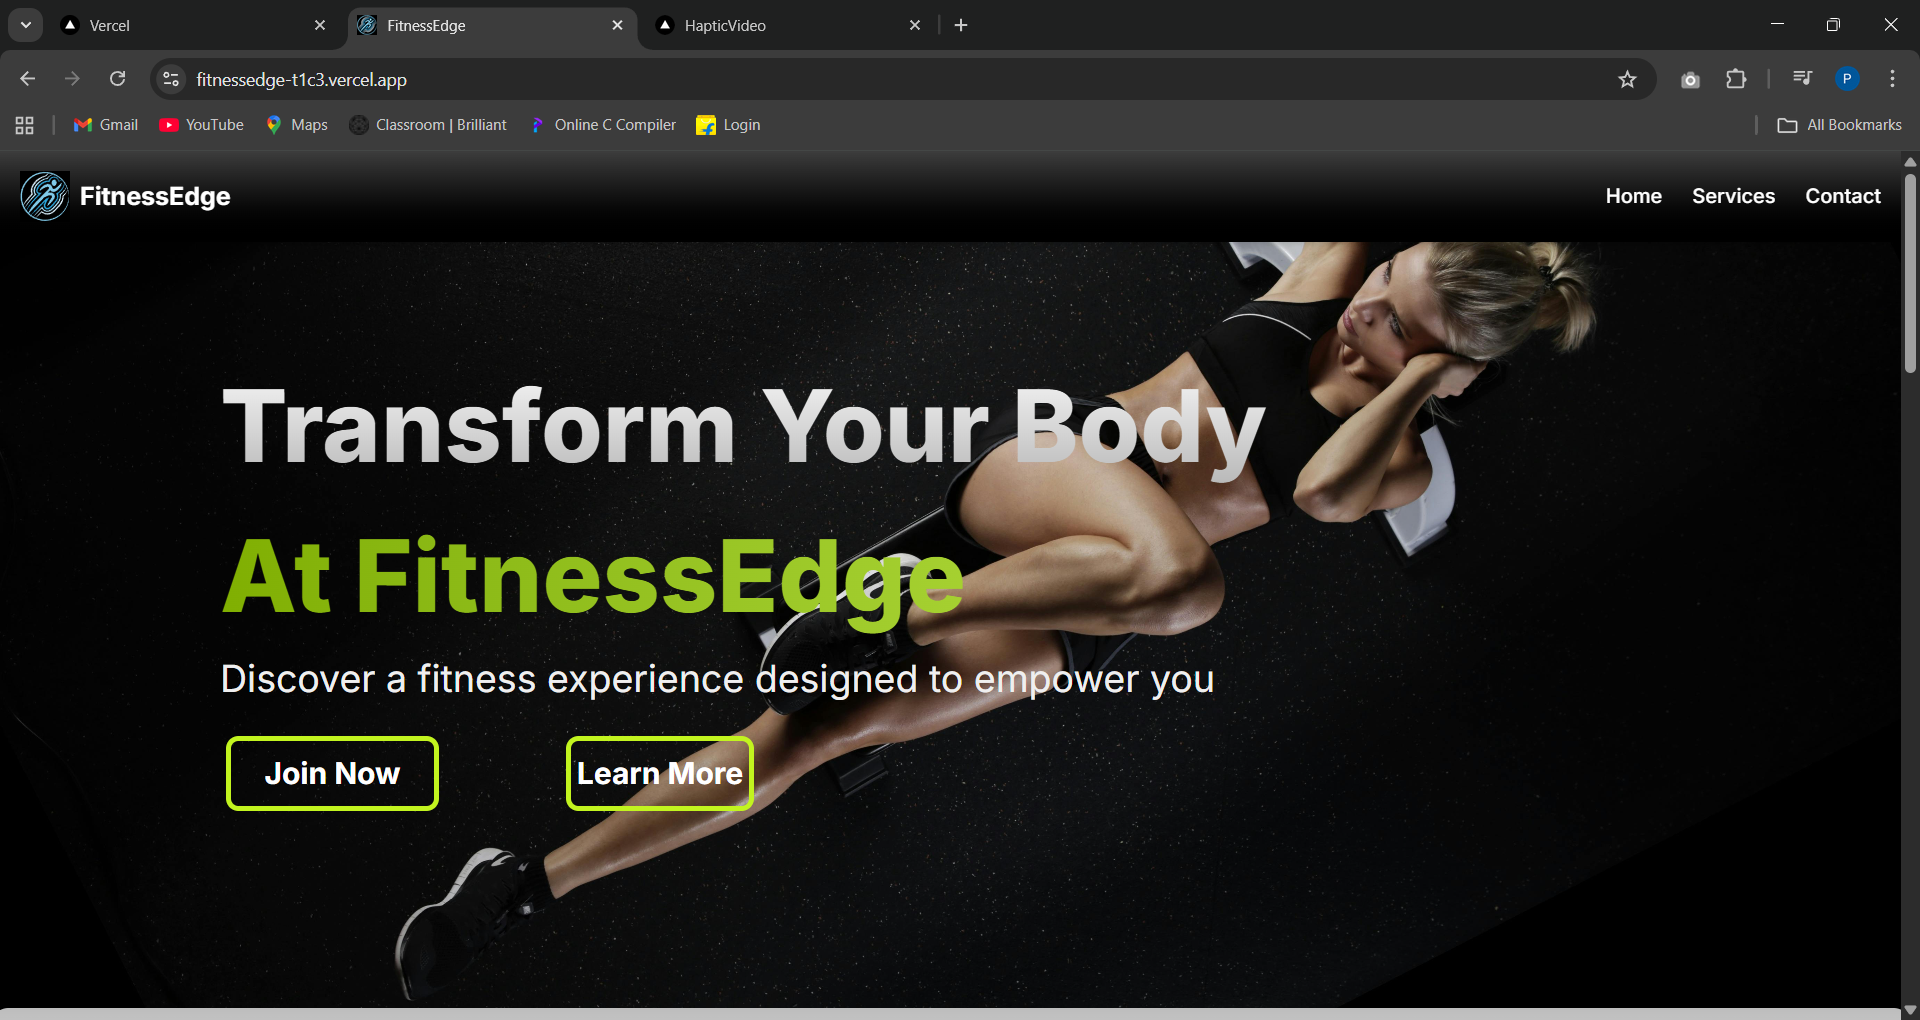 Vercel
FitnessEdge
HapticVideo
fitnessedge-t1c3.vercel.app
P
Gmail
YouTube
Maps
Classroom | Brilliant
Online C Compiler
Login
All Bookmarks
FitnessEdge
Home
Services
Contact
Transform Your Body
At FitnessEdge
Discover a fitness experience designed to empower you
Join Now
Learn More